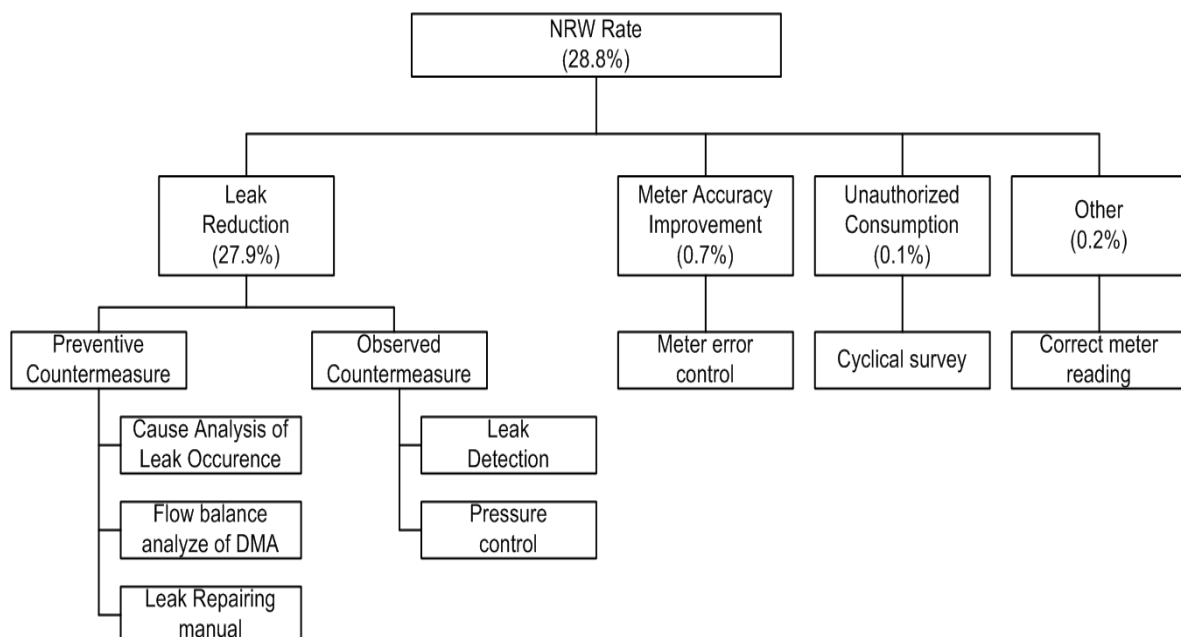 NRW Rate
(28.8%)
Leak
Reduction
(27.9%)
Meter Accuracy
Improvement
(0.7%)
Unauthorized
Consumption
(0.1%)
Other
(0.2%)
Preventive
Countermeasure
Observed
Countermeasure
Meter error
control
Cyclical survey
Correct meter
reading
Cause Analysis of
Leak Occurence
Leak
Detection
Flow balance
analyze of DMA
Pressure
control
Leak Repairing
manual